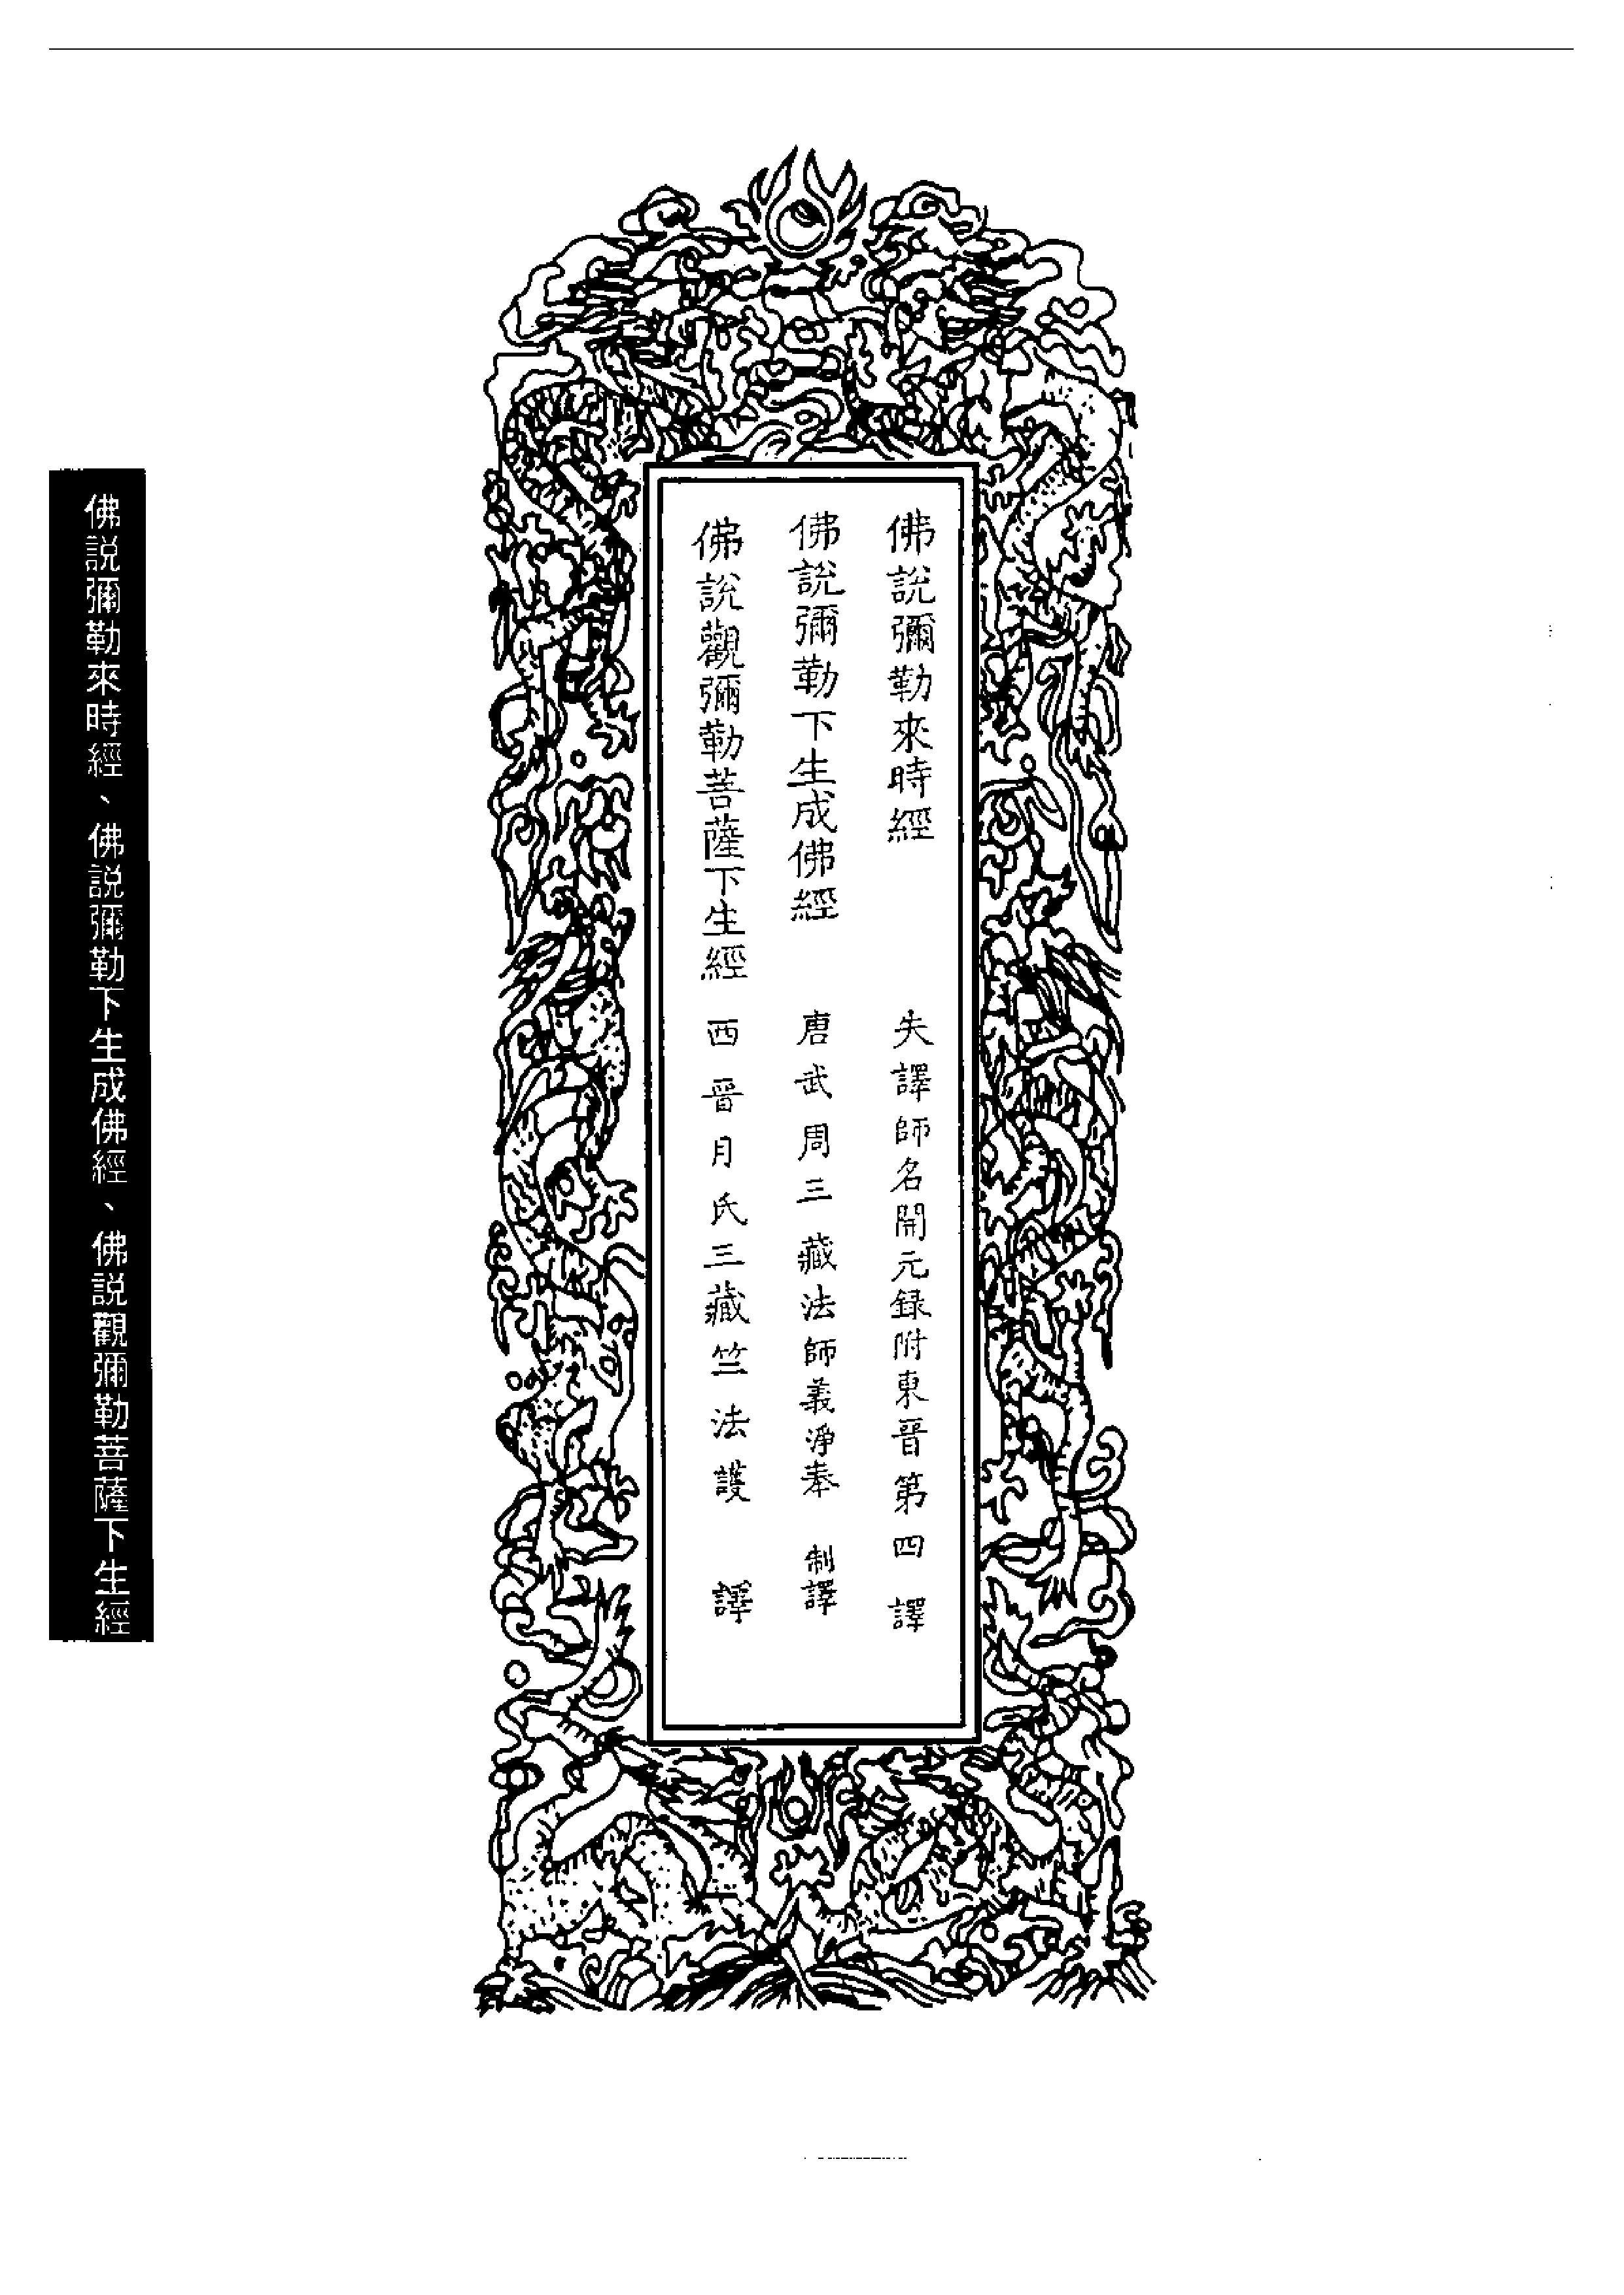 佛說彌勒來時經 失譯師名開元録附東晉第四譯
佛說彌勒下生成佛經 唐武周三藏法師義淨奉 制譯
佛說觀彌勒菩薩下生經 西晉月氏三藏竺法護 譯
佛説彌勒來時經、佛説彌勒下生成佛經、佛説觀彌勒菩薩下生經